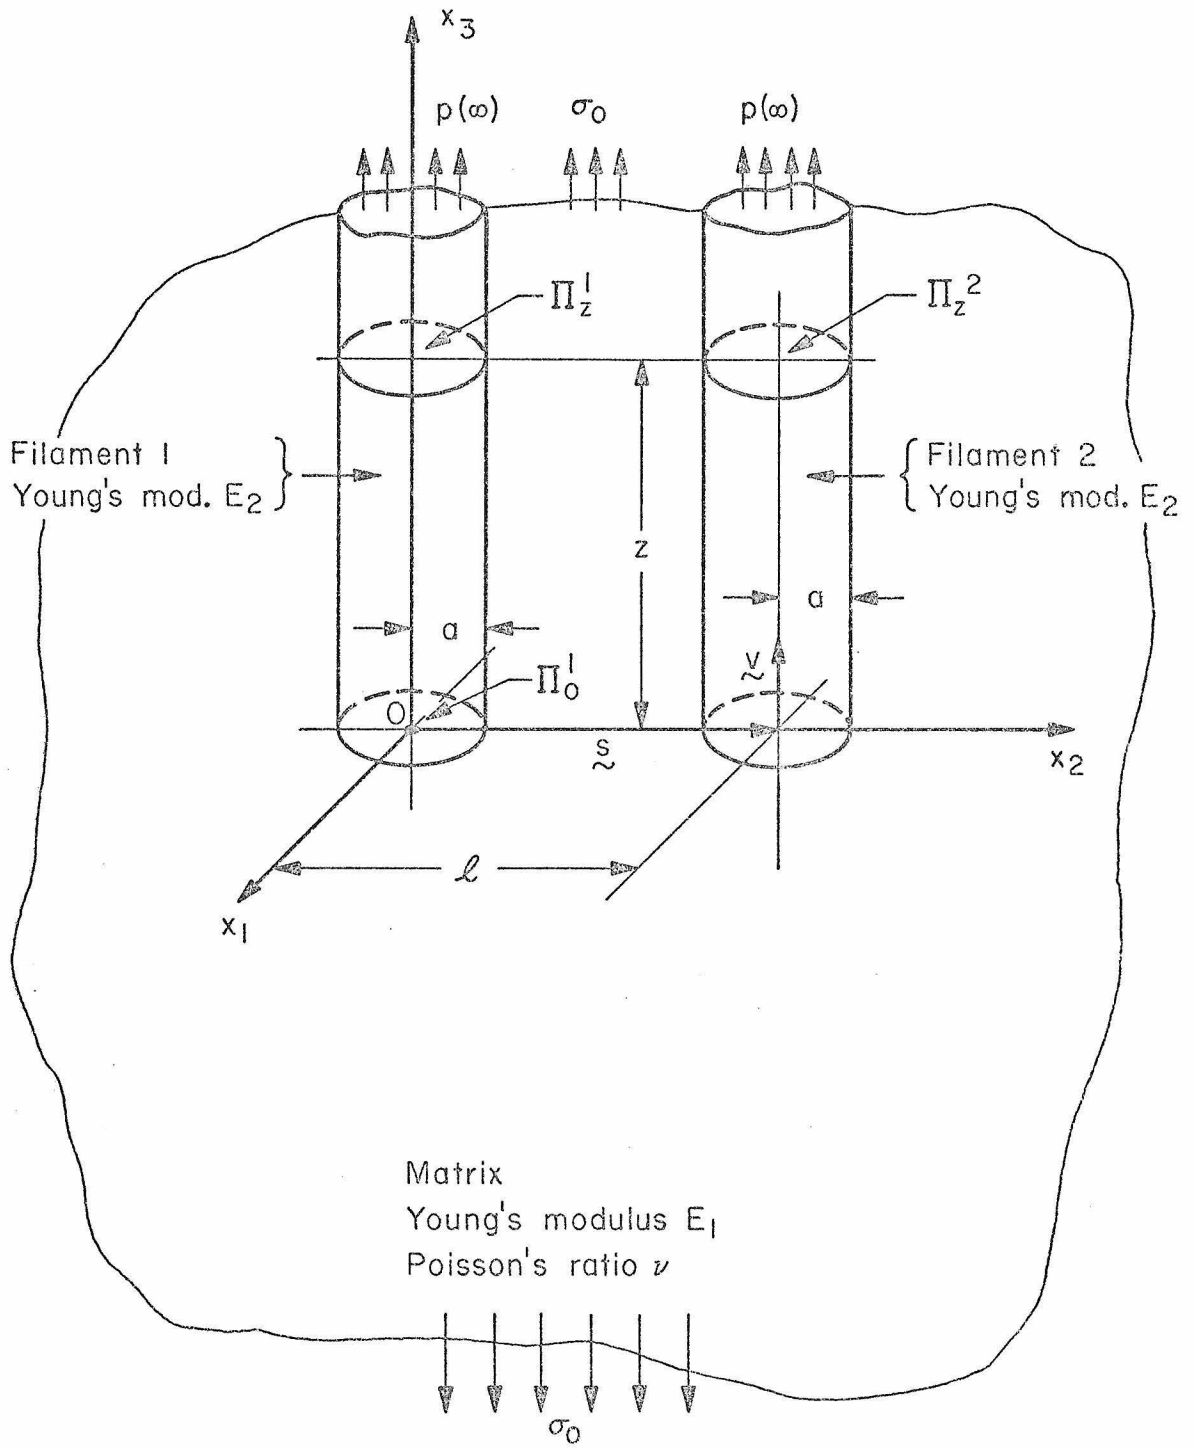 x₃
p(∞) σ₀ p(∞)
Π_z^1 Π_z^2
Filament 1
Young's mod. E₂
Filament 2
Young's mod. E₂
z
a a
Π_0^1 v
O
s x₂
ℓ
x₁
Matrix
Young's modulus E₁
Poisson's ratio ν
σ₀